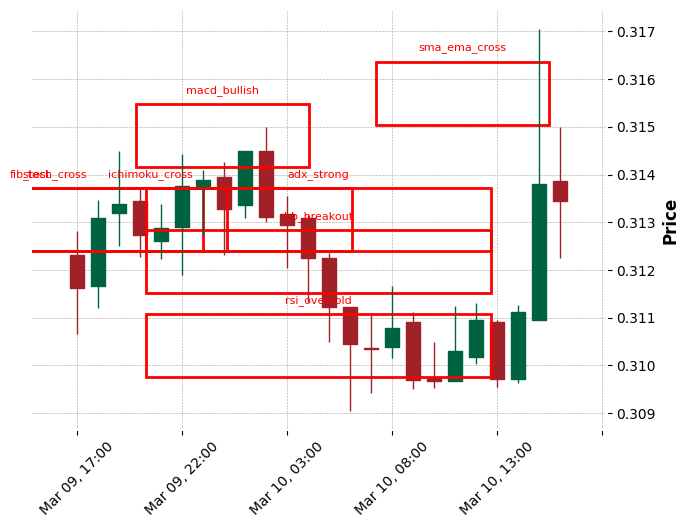 sma_ema_cross
macd_bullish
stoch_cross
ichimoku_cross
adx_strong
bb_breakout
rsi_oversold
0.317
0.316
0.315
0.314
0.313
0.312
0.311
0.310
0.309
Price
Mar 09, 17:00
Mar 09, 22:00
Mar 10, 03:00
Mar 10, 08:00
Mar 10, 13:00